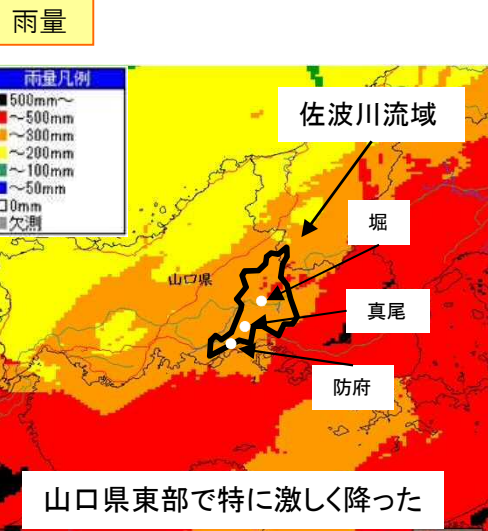 雨量
雨量凡例
500mm~
~500mm
~300mm
~200mm
~100mm
~50mm
0mm
欠測
佐波川流域
堀
山口県
真尾
防府
山口県東部で特に激しく降った